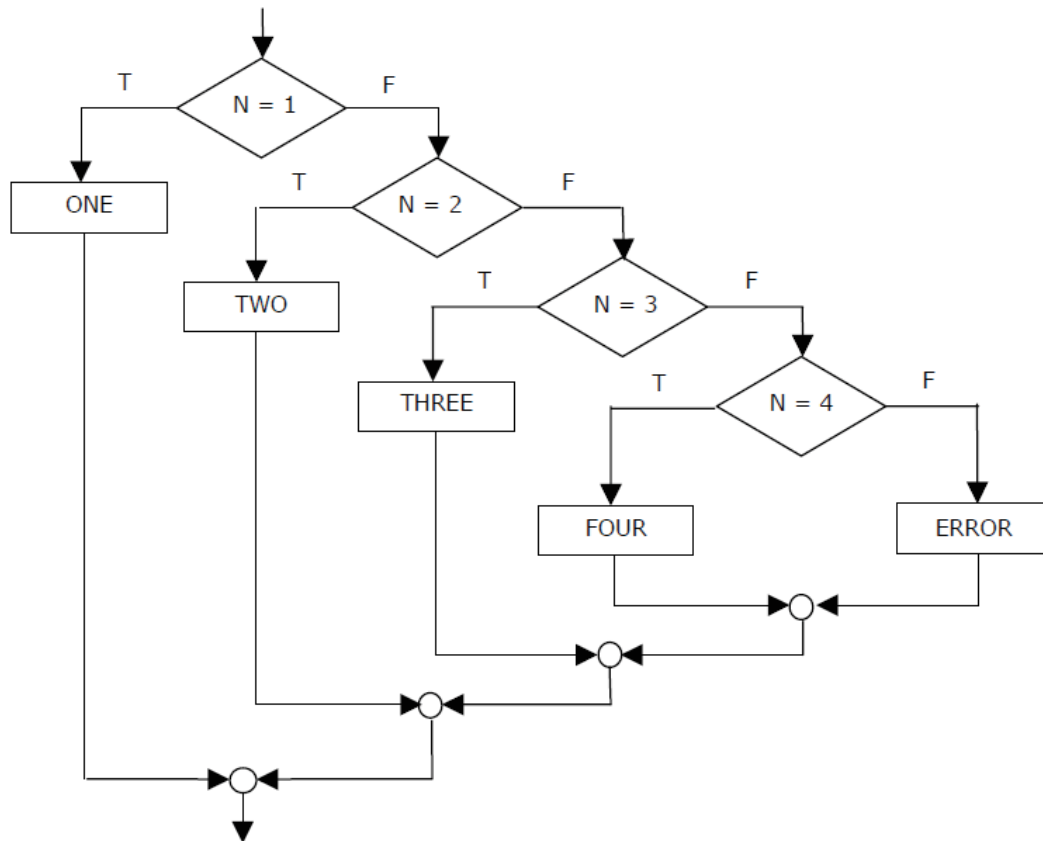 T
F
N = 1
ONE
T
F
N = 2
TWO
T
F
N = 3
THREE
T
F
N = 4
FOUR
ERROR